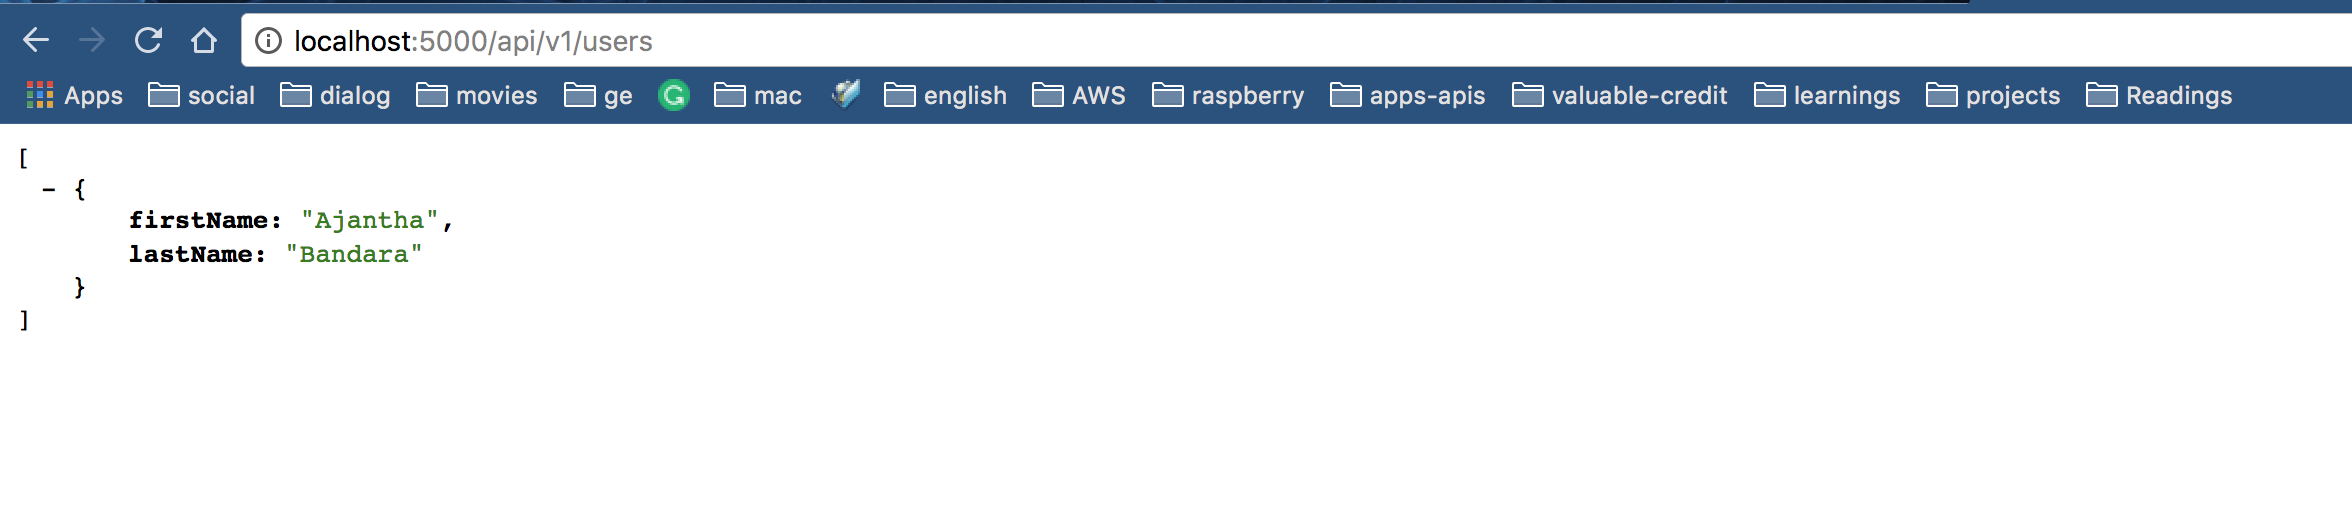 localhost:5000/api/v1/users
Apps social dialog movies ge G mac english AWS raspberry apps-apis valuable-credit learnings projects Readings
[
- {
firstName: "Ajantha",
lastName: "Bandara"
}
]